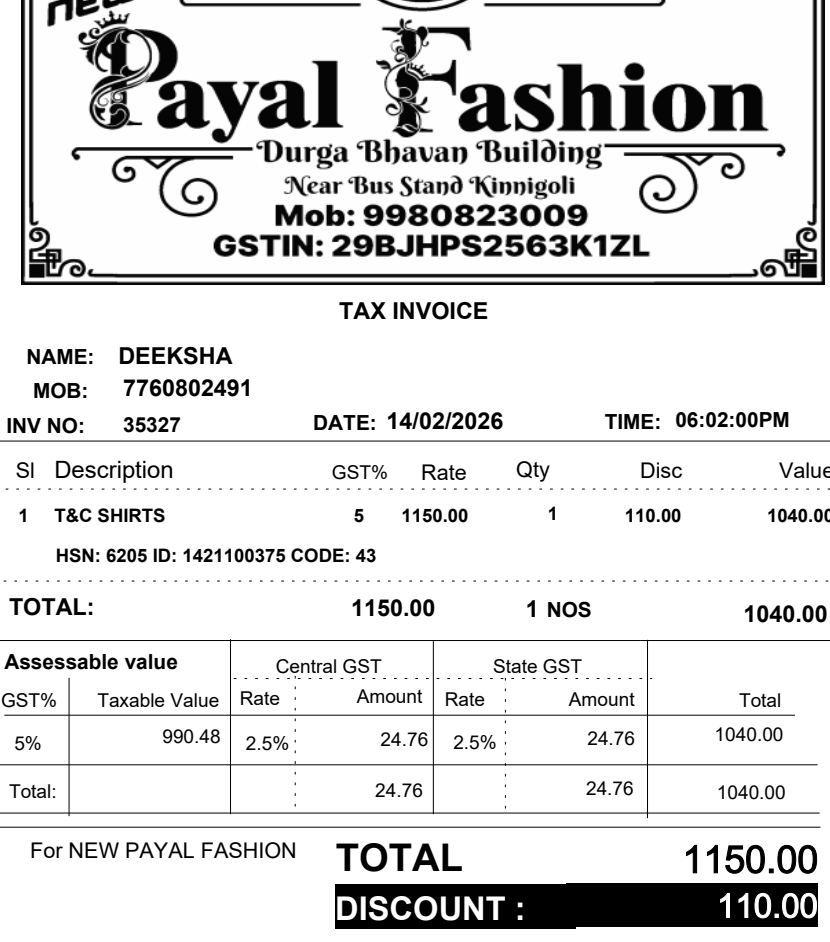 new
Payal Fashion
Durga Bhavan Building
Near Bus Stand Kinnigoli
Mob: 9980823009
GSTIN: 29BJHPS2563K1ZL
TAX INVOICE
NAME: DEEKSHA
MOB: 7760802491
INV NO: 35327 DATE: 14/02/2026 TIME: 06:02:00PM
Sl Description GST% Rate Qty Disc Value
1 T&C SHIRTS 5 1150.00 1 110.00 1040.00
HSN: 6205 ID: 1421100375 CODE: 43
TOTAL: 1150.00 1 NOS 1040.00
Assessable value Central GST State GST
GST% Taxable Value Rate Amount Rate Amount Total
5% 990.48 2.5% 24.76 2.5% 24.76 1040.00
Total: 24.76 24.76 1040.00
For NEW PAYAL FASHION TOTAL 1150.00
DISCOUNT : 110.00